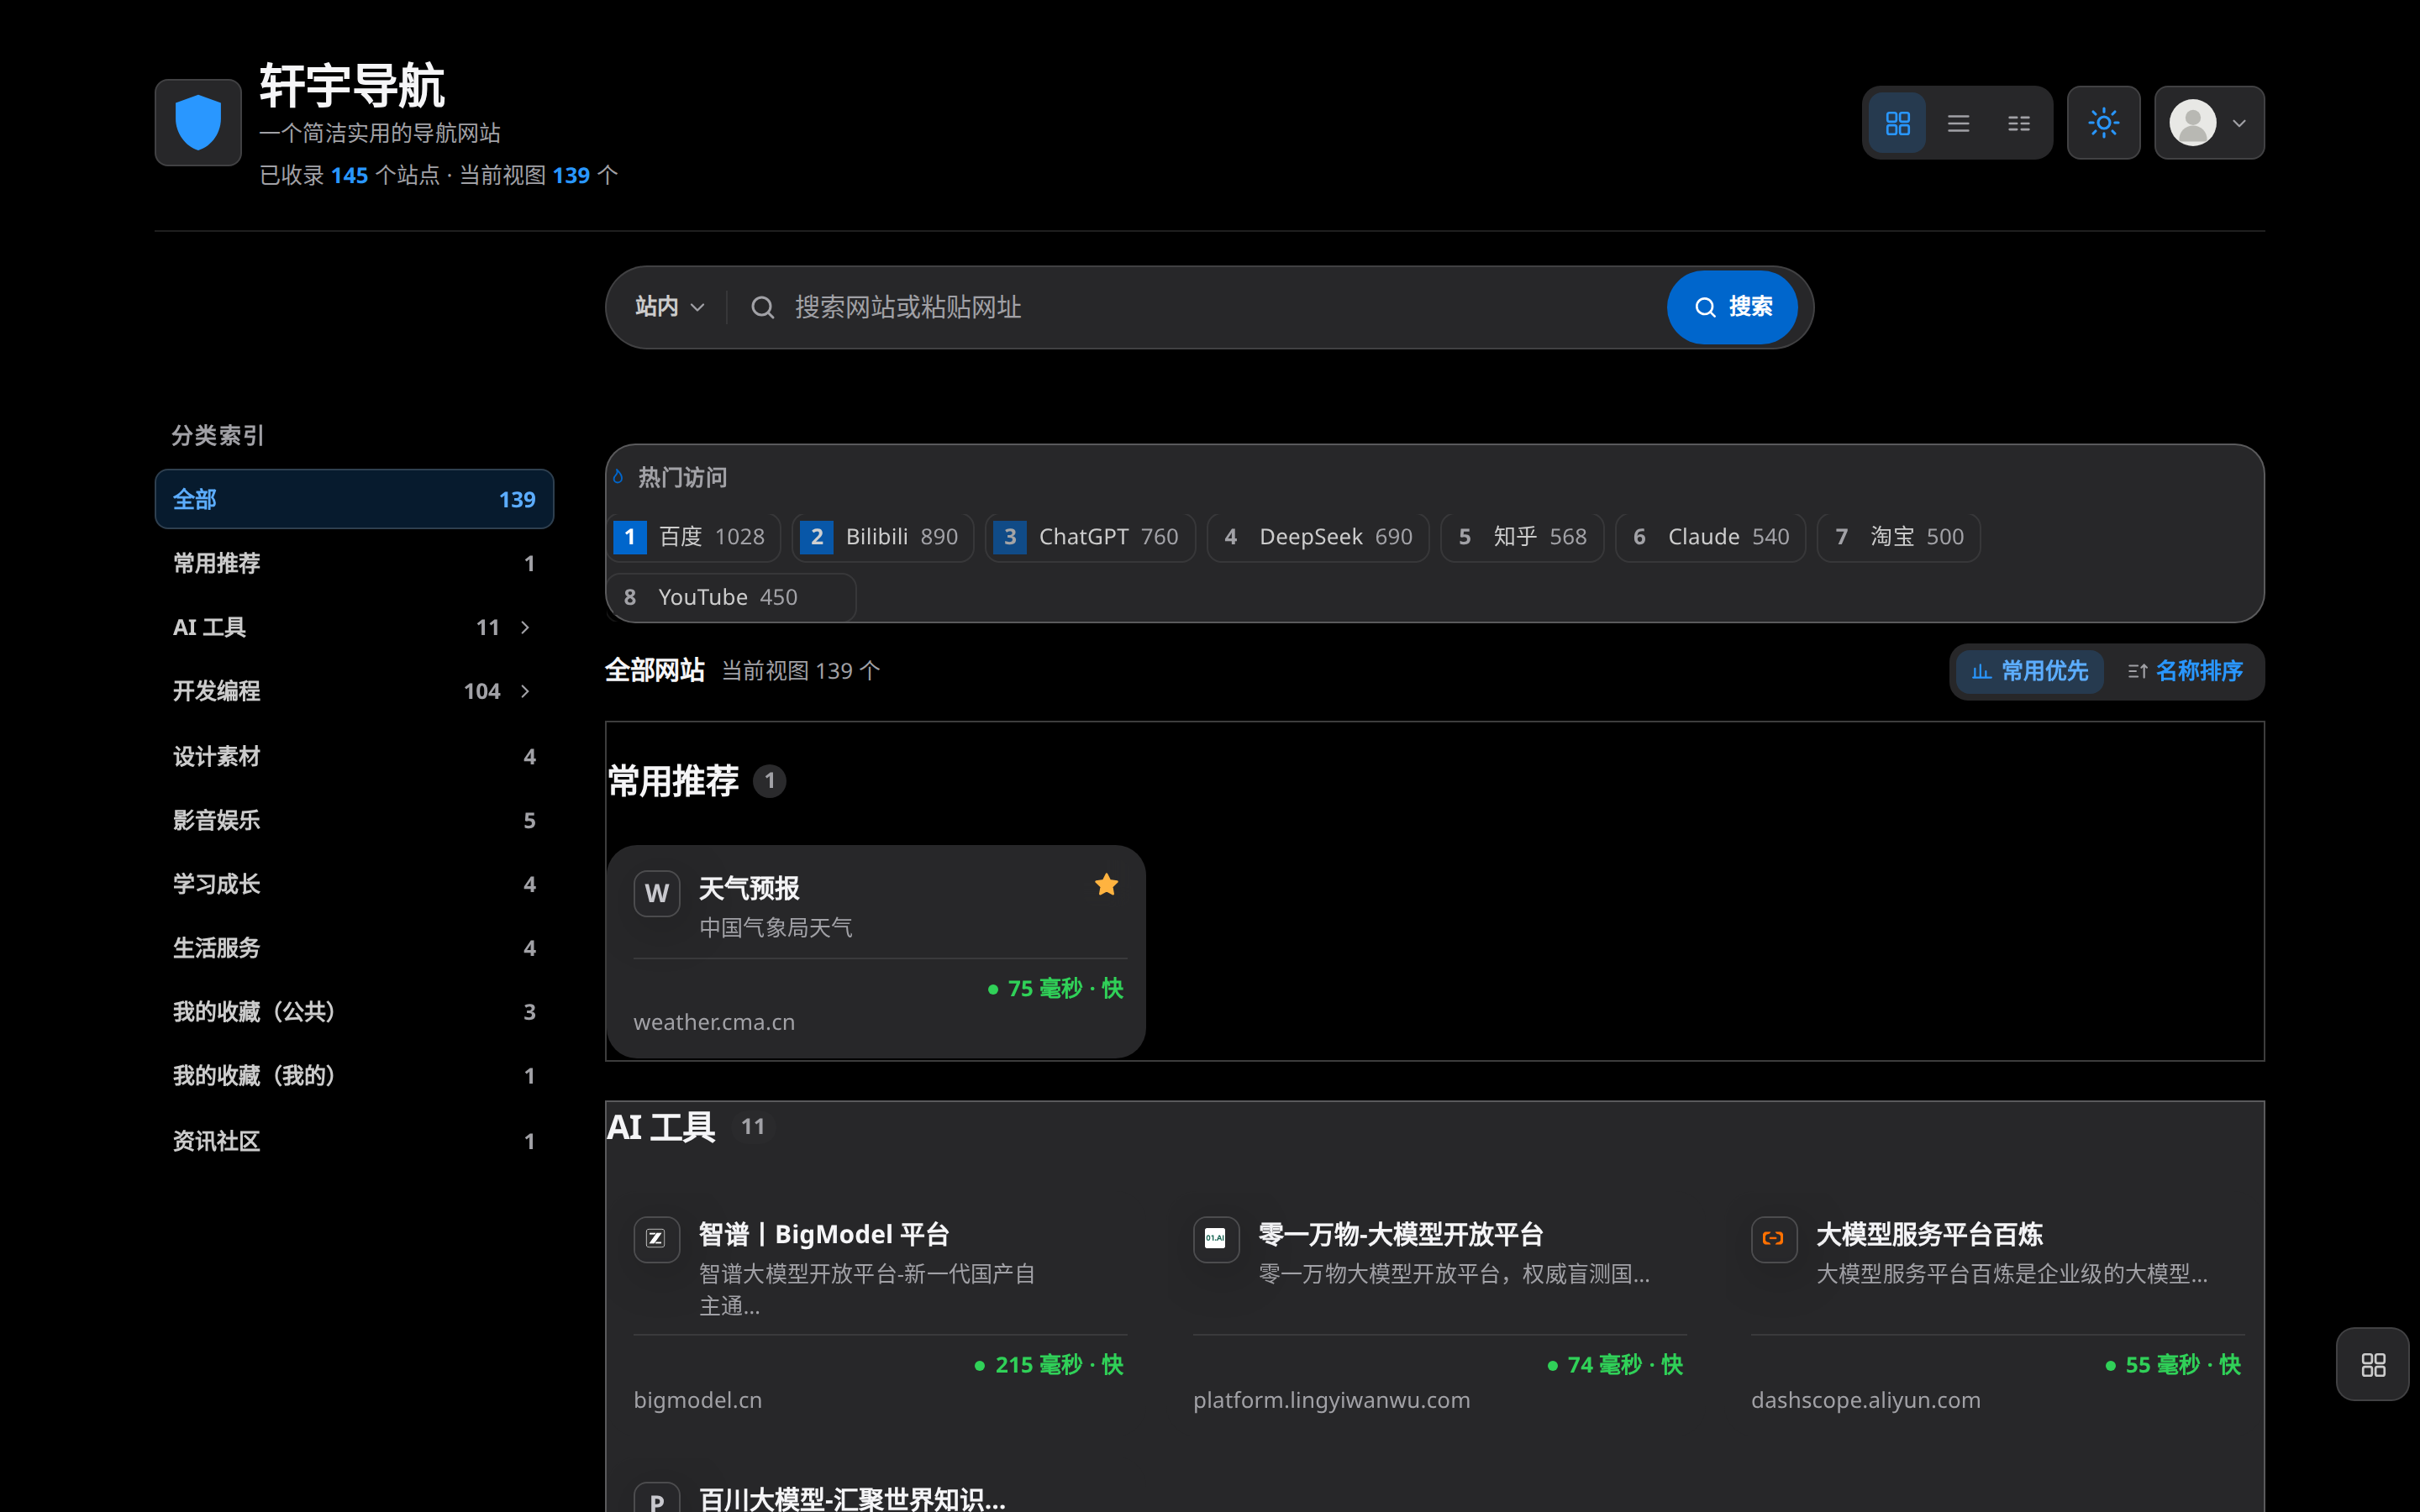 轩宇导航
一个简洁实用的导航网站
已收录 145 个站点 · 当前视图 139 个
站内
搜索网站或粘贴网址
搜索
分类索引
全部 139
常用推荐 1
AI 工具 11
开发编程 104
设计素材 4
影音娱乐 5
学习成长 4
生活服务 4
我的收藏（公共） 3
我的收藏（我的） 1
资讯社区 1
热门访问
1 百度 1028 2 Bilibili 890 3 ChatGPT 760 4 DeepSeek 690 5 知乎 568 6 Claude 540 7 淘宝 500
8 YouTube 450
全部网站 当前视图 139 个
常用优先 名称排序
常用推荐 1
W 天气预报
中国气象局天气
75 毫秒 · 快
weather.cma.cn
AI 工具 11
智谱丨BigModel 平台
智谱大模型开放平台-新一代国产自
主通...
215 毫秒 · 快
bigmodel.cn
01.AI 零一万物-大模型开放平台
零一万物大模型开放平台，权威盲测国...
74 毫秒 · 快
platform.lingyiwanwu.com
大模型服务平台百炼
大模型服务平台百炼是企业级的大模型...
55 毫秒 · 快
dashscope.aliyun.com
P 百川大模型-汇聚世界知识...